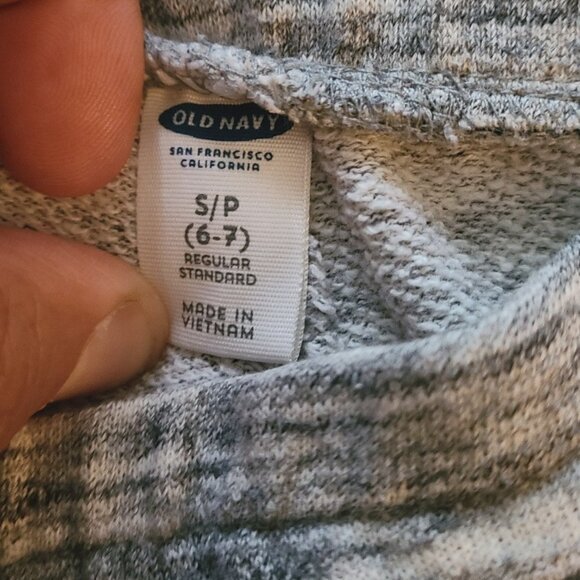 OLD NAVY
SAN FRANCISCO
CALIFORNIA
S/P
(6-7)
REGULAR
STANDARD
MADE IN
VIETNAM